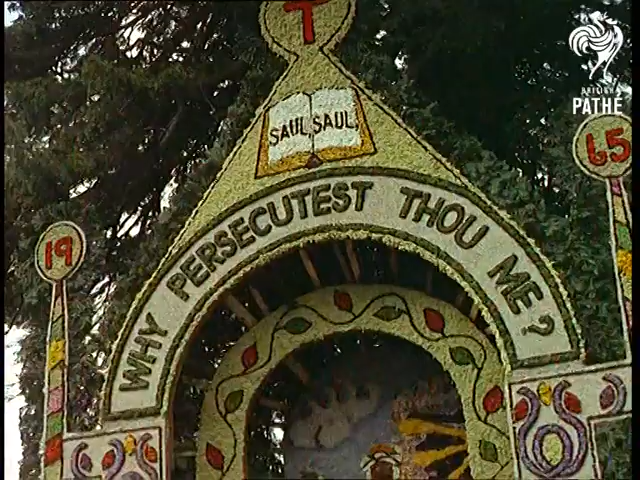 BRITISH
PATHÉ
SAUL, SAUL,
WHY PERSECUTEST THOU ME?
19
65